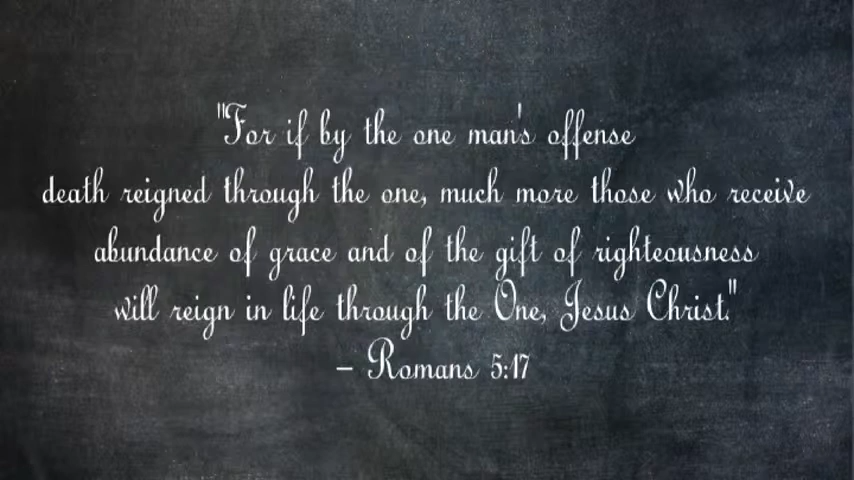 "For if by the one man's offense
death reigned through the one, much more those who receive
abundance of grace and of the gift of righteousness
will reign in life through the One, Jesus Christ."
– Romans 5:17